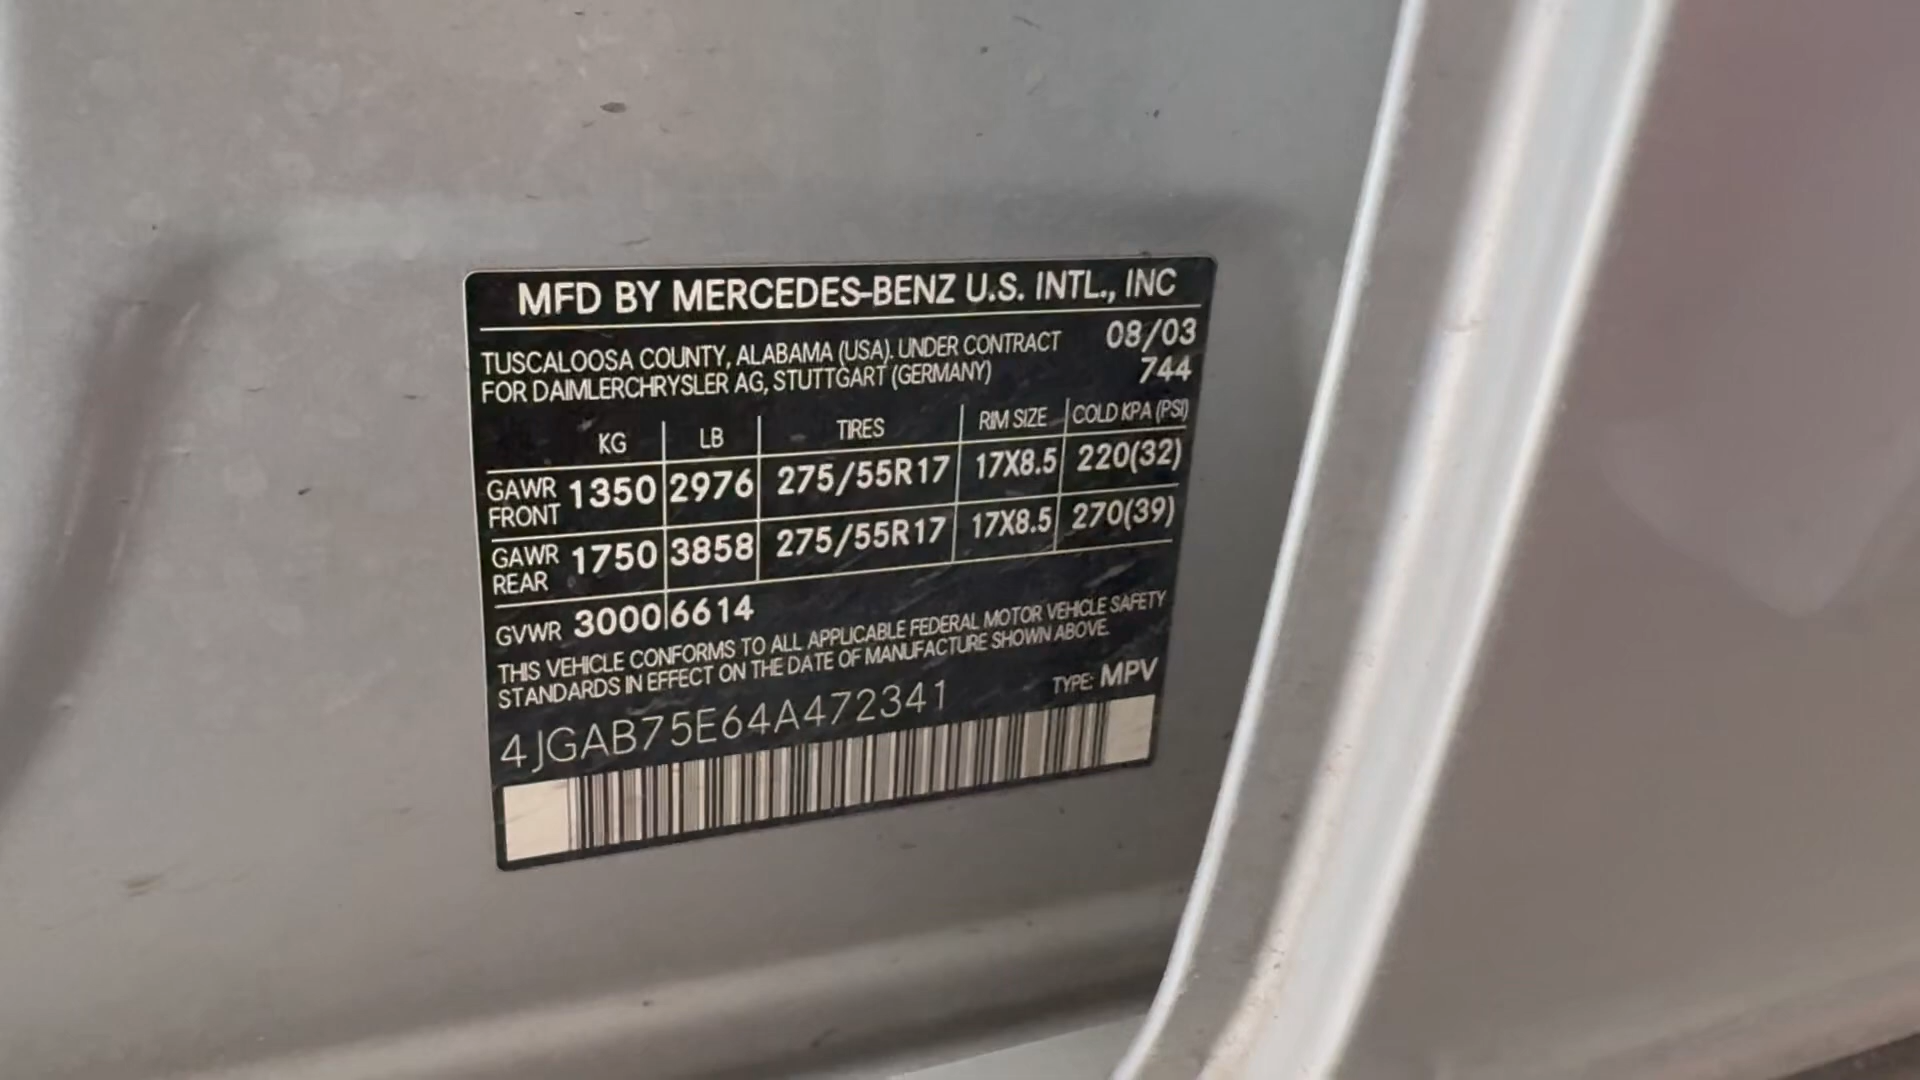 MFD BY MERCEDES-BENZ U.S. INTL., INC
TUSCALOOSA COUNTY, ALABAMA (USA). UNDER CONTRACT 08/03
FOR DAIMLERCHRYSLER AG, STUTTGART (GERMANY) 744
KG LB TIRES RIM SIZE COLD KPA (PSI)
GAWR FRONT 1350 2976 275/55R17 17X8.5 220(32)
GAWR REAR 1750 3858 275/55R17 17X8.5 270(39)
GVWR 3000 6614
THIS VEHICLE CONFORMS TO ALL APPLICABLE FEDERAL MOTOR VEHICLE SAFETY
STANDARDS IN EFFECT ON THE DATE OF MANUFACTURE SHOWN ABOVE.
4JGAB75E64A472341 TYPE: MPV